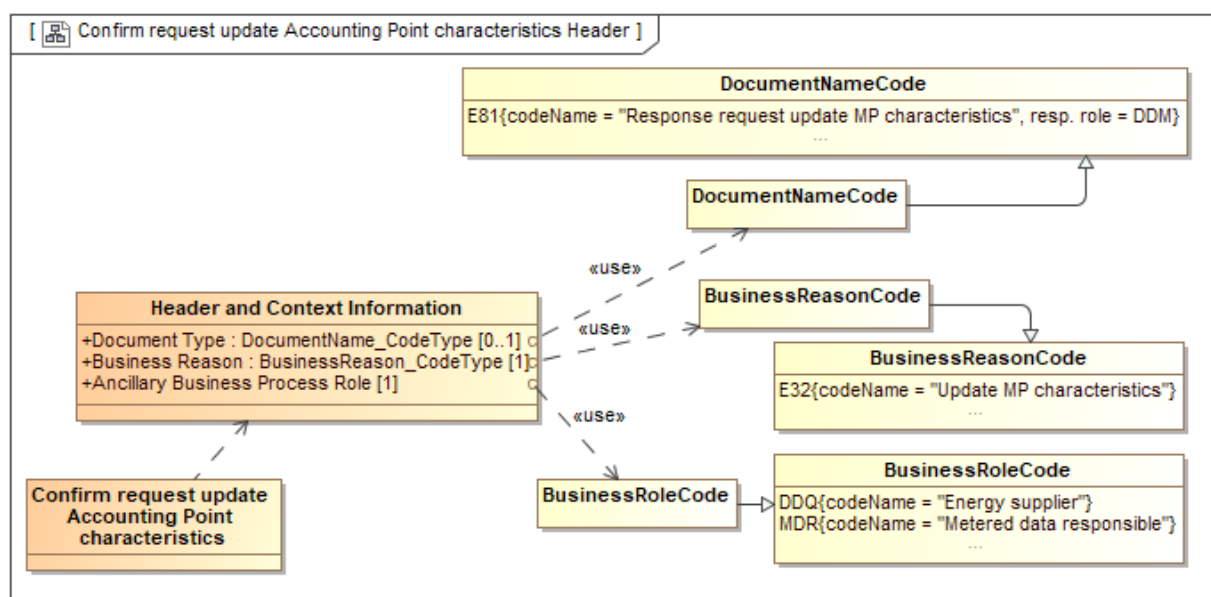 [ Confirm request update Accounting Point characteristics Header ]
DocumentNameCode
E81{codeName = "Response request update MP characteristics", resp. role = DDM}
...
DocumentNameCode
«use»
BusinessReasonCode
«use»
Header and Context Information
+Document Type : DocumentName_CodeType [0..1]
+Business Reason : BusinessReason_CodeType [1]
+Ancillary Business Process Role [1]
BusinessReasonCode
E32{codeName = "Update MP characteristics"}
...
«use»
BusinessRoleCode
BusinessRoleCode
DDQ{codeName = "Energy supplier"}
MDR{codeName = "Metered data responsible"}
...
Confirm request update
Accounting Point
characteristics